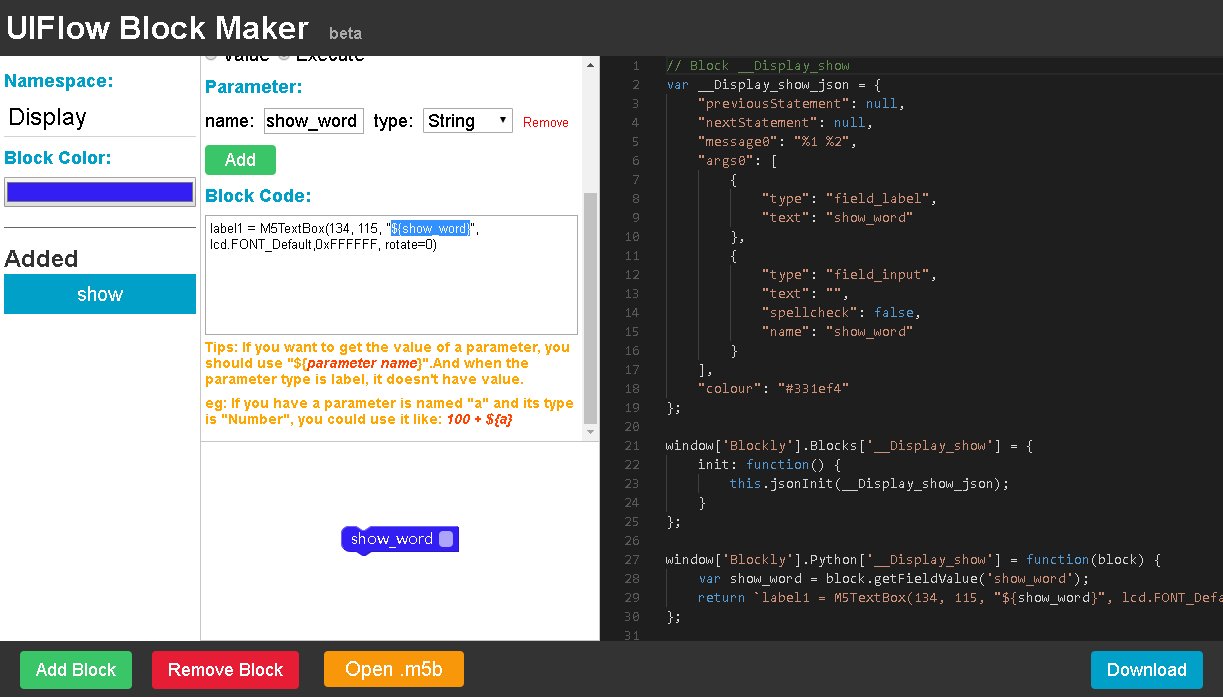 UIFlow Block Maker beta
Namespace:
Display
Block Color:
Added
show
Value Execute
Parameter:
name: show_word type: String Remove
Add
Block Code:
label1 = M5TextBox(134, 115, "${show_word}",
lcd.FONT_Default,0xFFFFFF, rotate=0)
Tips: If you want to get the value of a parameter, you
should use "${parameter name}".And when the
parameter type is label, it doesn't have value.
eg: If you have a parameter is named "a" and its type
is "Number", you could use it like: 100 + ${a}
show_word
1 // Block __Display_show
2 var __Display_show_json = {
3 "previousStatement": null,
4 "nextStatement": null,
5 "message0": "%1 %2",
6 "args0": [
7 {
8 "type": "field_label",
9 "text": "show_word"
10 },
11 {
12 "type": "field_input",
13 "text": "",
14 "spellcheck": false,
15 "name": "show_word"
16 }
17 ],
18 "colour": "#331ef4"
19 };
20
21 window['Blockly'].Blocks['__Display_show'] = {
22 init: function() {
23 this.jsonInit(__Display_show_json);
24 }
25 };
26
27 window['Blockly'].Python['__Display_show'] = function(block) {
28 var show_word = block.getFieldValue('show_word');
29 return `label1 = M5TextBox(134, 115, "${show_word}", lcd.FONT_Defa
30 };
31
Add Block Remove Block Open .m5b Download